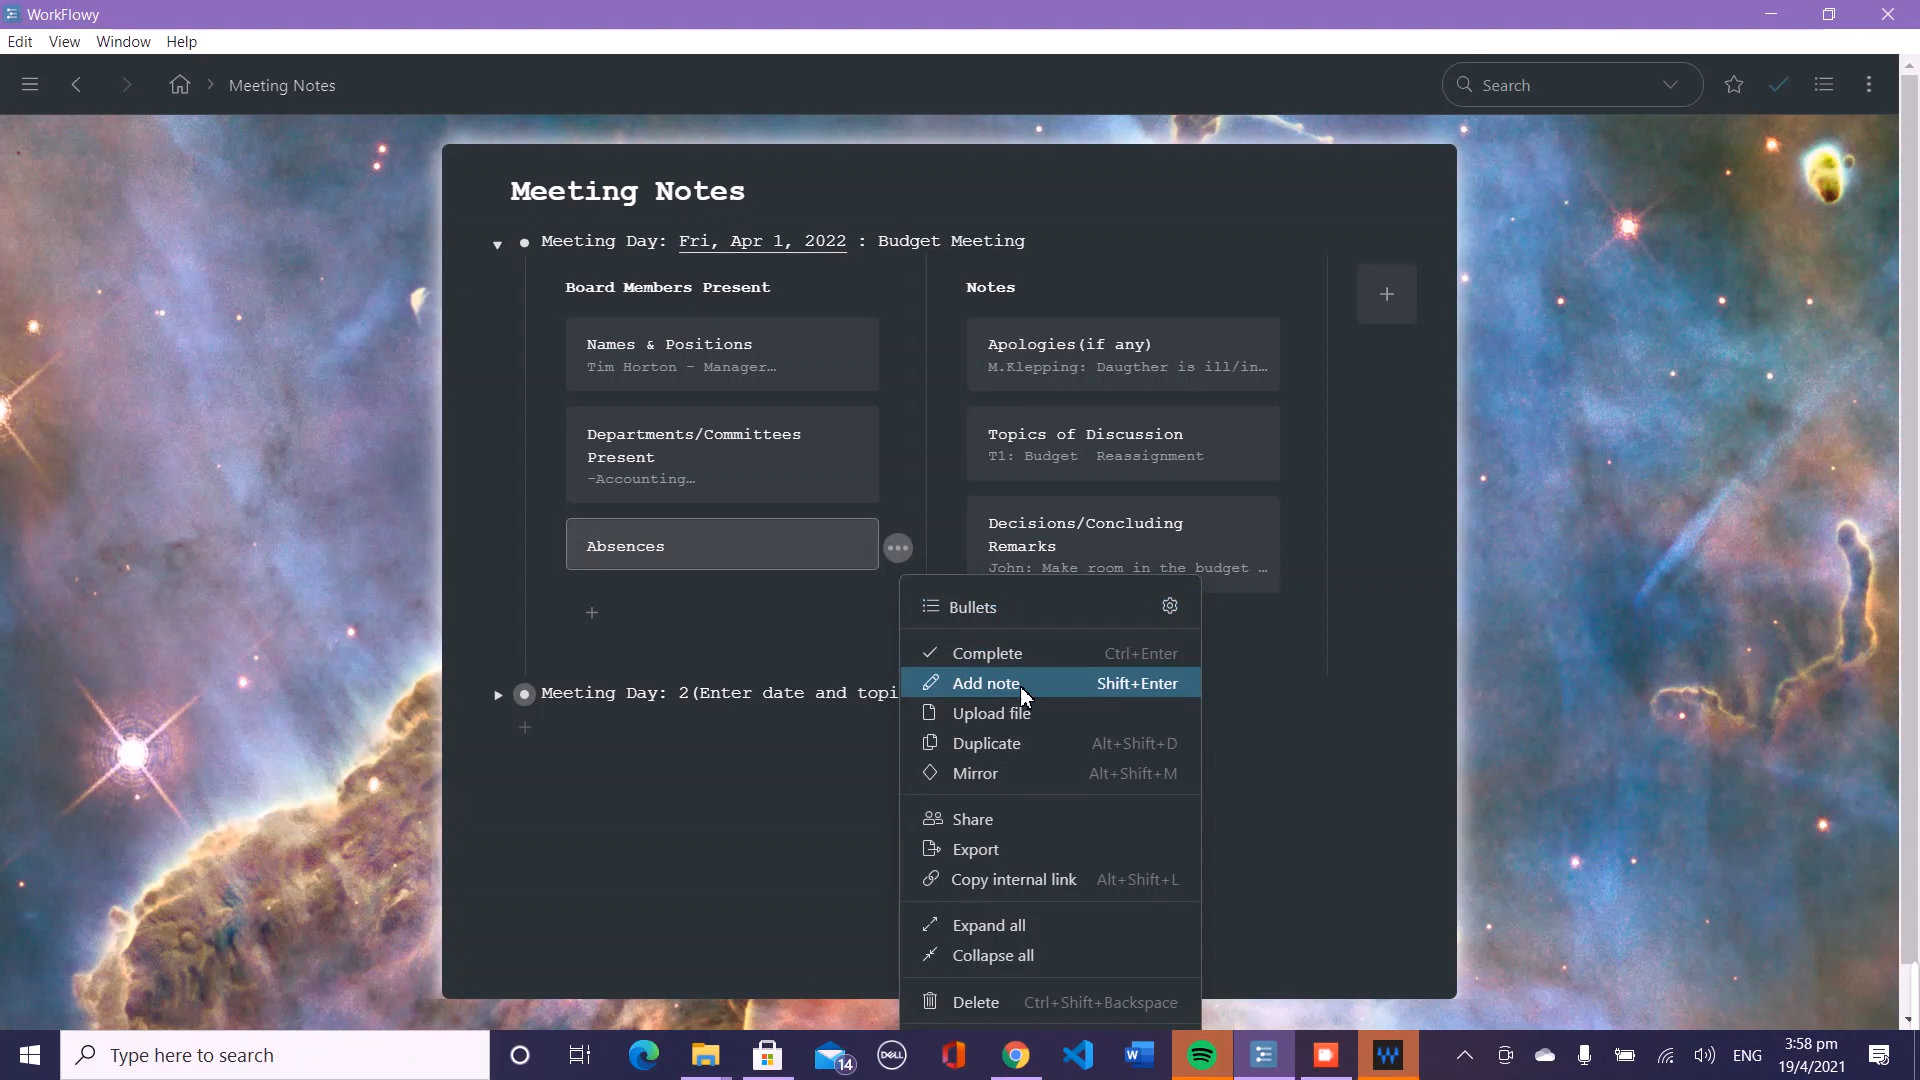 WorkFlowy
Edit View Window Help
Meeting Notes
Search
Meeting Notes
Meeting Day: Fri, Apr 1, 2022 : Budget Meeting
Board Members Present
Names & Positions
Tim Horton - Manager…
Departments/Committees
Present
-Accounting…
Absences
Notes
Apologies(if any)
M.Klepping: Daugther is ill/in…
Topics of Discussion
T1: Budget Reassignment
Decisions/Concluding
Remarks
John: Make room in the budget …
Meeting Day: 2(Enter date and topi
Bullets
Complete Ctrl+Enter
Add note Shift+Enter
Upload file
Duplicate Alt+Shift+D
Mirror Alt+Shift+M
Share
Export
Copy internal link Alt+Shift+L
Expand all
Collapse all
Delete Ctrl+Shift+Backspace
Type here to search
14
DELL
ENG
3:58 pm
19/4/2021